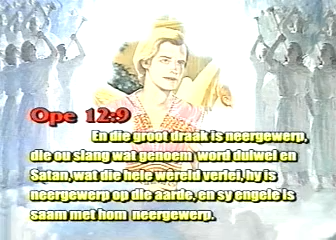 Ope 12:9
En die groot draak is neergewerp,
die ou slang wat genoem word duiwel en
Satan, wat die hele wêreld verlei, hy is
neergewerp op die aarde, en sy engele is
saam met hom neergewerp.